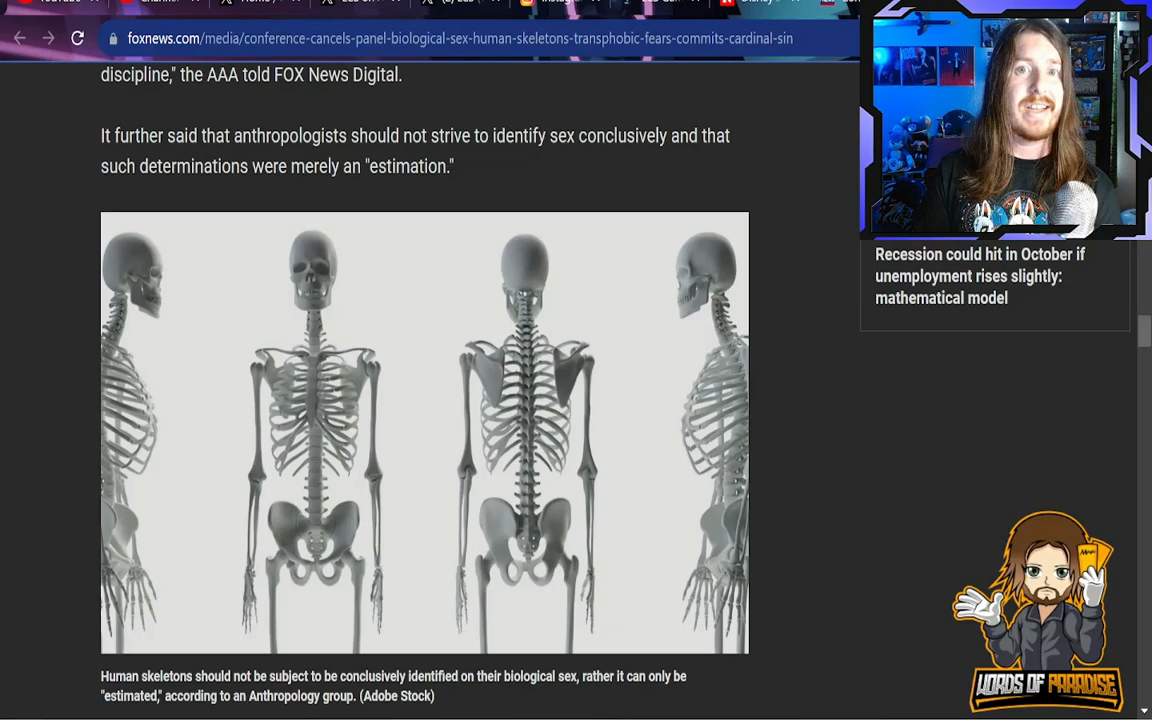 foxnews.com/media/conference-cancels-panel-biological-sex-human-skeletons-transphobic-fears-commits-cardinal-sin
discipline," the AAA told FOX News Digital.
It further said that anthropologists should not strive to identify sex conclusively and that
such determinations were merely an "estimation."
Recession could hit in October if
unemployment rises slightly:
mathematical model
Human skeletons should not be subject to be conclusively identified on their biological sex, rather it can only be
"estimated," according to an Anthropology group. (Adobe Stock)
WORDS OF PARADISE